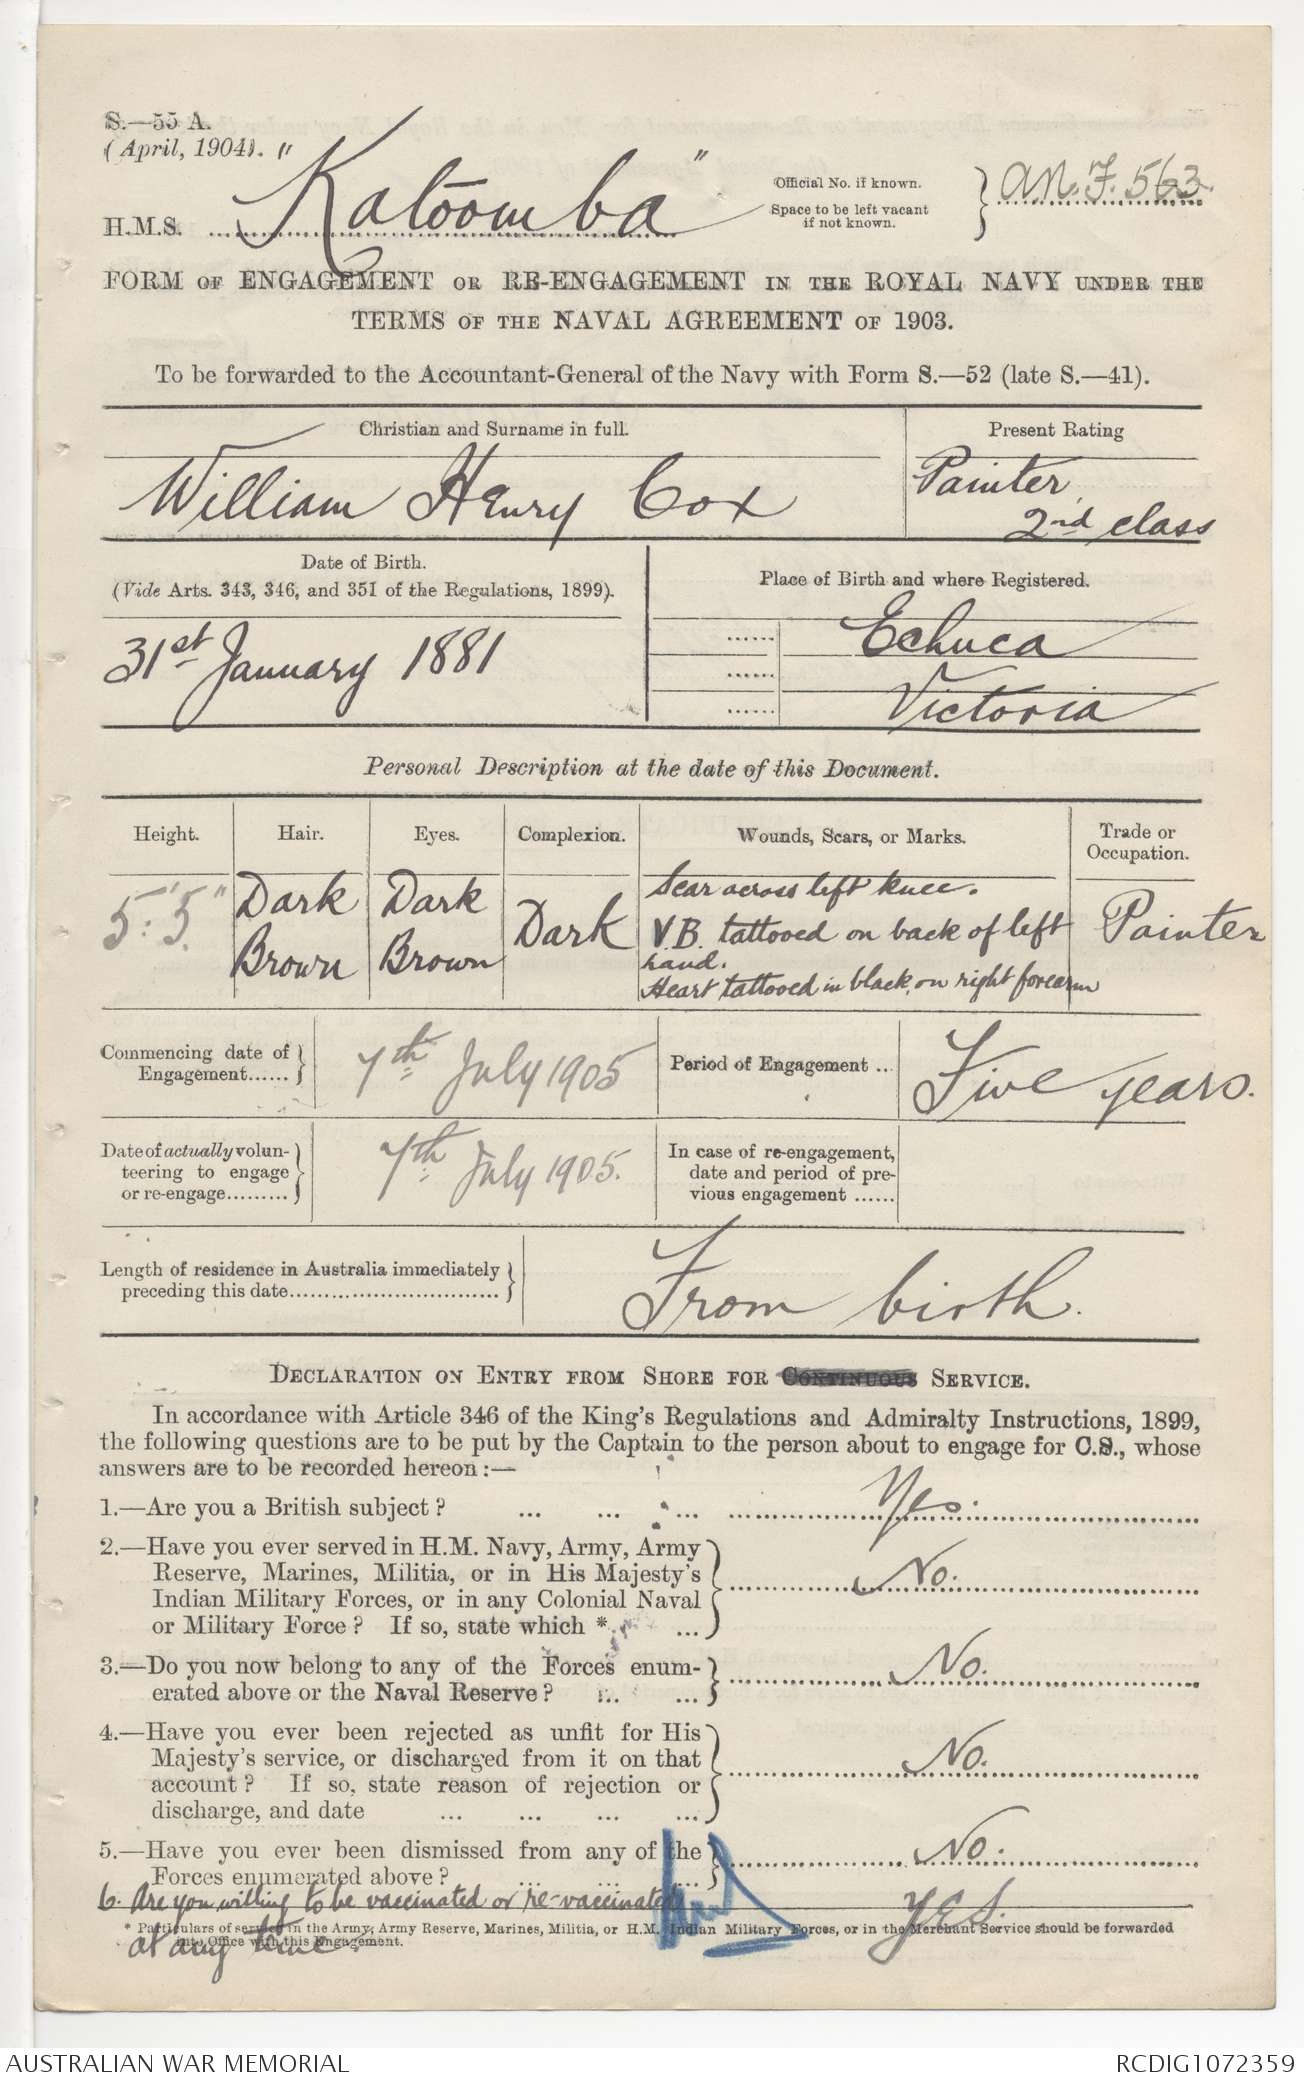 S.—55 A.
(April, 1904).
H.M.S. "Katoomba"
Official No. if known.
Space to be left vacant
if not known.
A.N.F. 563.
FORM OF ENGAGEMENT OR RE-ENGAGEMENT IN THE ROYAL NAVY UNDER THE
TERMS OF THE NAVAL AGREEMENT OF 1903.
To be forwarded to the Accountant-General of the Navy with Form S.—52 (late S.—41).
Christian and Surname in full.
Present Rating
William Henry Cox
Painter,
2nd class
Date of Birth.
(Vide Arts. 343, 346, and 351 of the Regulations, 1899).
Place of Birth and where Registered.
31st January 1881
Echuca
Victoria
Personal Description at the date of this Document.
Height. Hair. Eyes. Complexion. Wounds, Scars, or Marks. Trade or
Occupation.
5' 5"
Dark
Brown
Dark
Brown
Dark
Scar across left knee.
V.B. tattooed on back of left
hand.
Heart tattooed in black, on right forearm
Painter
Commencing date of
Engagement......
7th July 1905
Period of Engagement ...
Five years.
Date of actually volun-
teering to engage
or re-engage.........
7th July 1905.
In case of re-engagement,
date and period of pre-
vious engagement ......
Length of residence in Australia immediately
preceding this date..............................
From birth.
DECLARATION ON ENTRY FROM SHORE FOR CONTINUOUS SERVICE.
In accordance with Article 346 of the King's Regulations and Admiralty Instructions, 1899,
the following questions are to be put by the Captain to the person about to engage for C.S., whose
answers are to be recorded hereon:—
1.—Are you a British subject? ... ... ... Yes.
2.—Have you ever served in H.M. Navy, Army, Army
Reserve, Marines, Militia, or in His Majesty's
Indian Military Forces, or in any Colonial Naval
or Military Force? If so, state which * ...
No.
3.—Do you now belong to any of the Forces enum-
erated above or the Naval Reserve? ... ...
No.
4.—Have you ever been rejected as unfit for His
Majesty's service, or discharged from it on that
account? If so, state reason of rejection or
discharge, and date ... ... ... ...
No.
5.—Have you ever been dismissed from any of the
Forces enumerated above? ... ... ...
No.
6. Are you willing to be vaccinated or re-vaccinated
at any time.
YES.
* Particulars of service in the Army, Army Reserve, Marines, Militia, or H.M. Indian Military Forces, or in the Merchant Service should be forwarded
into Office with this Engagement.
AUSTRALIAN WAR MEMORIAL
RCDIG1072359